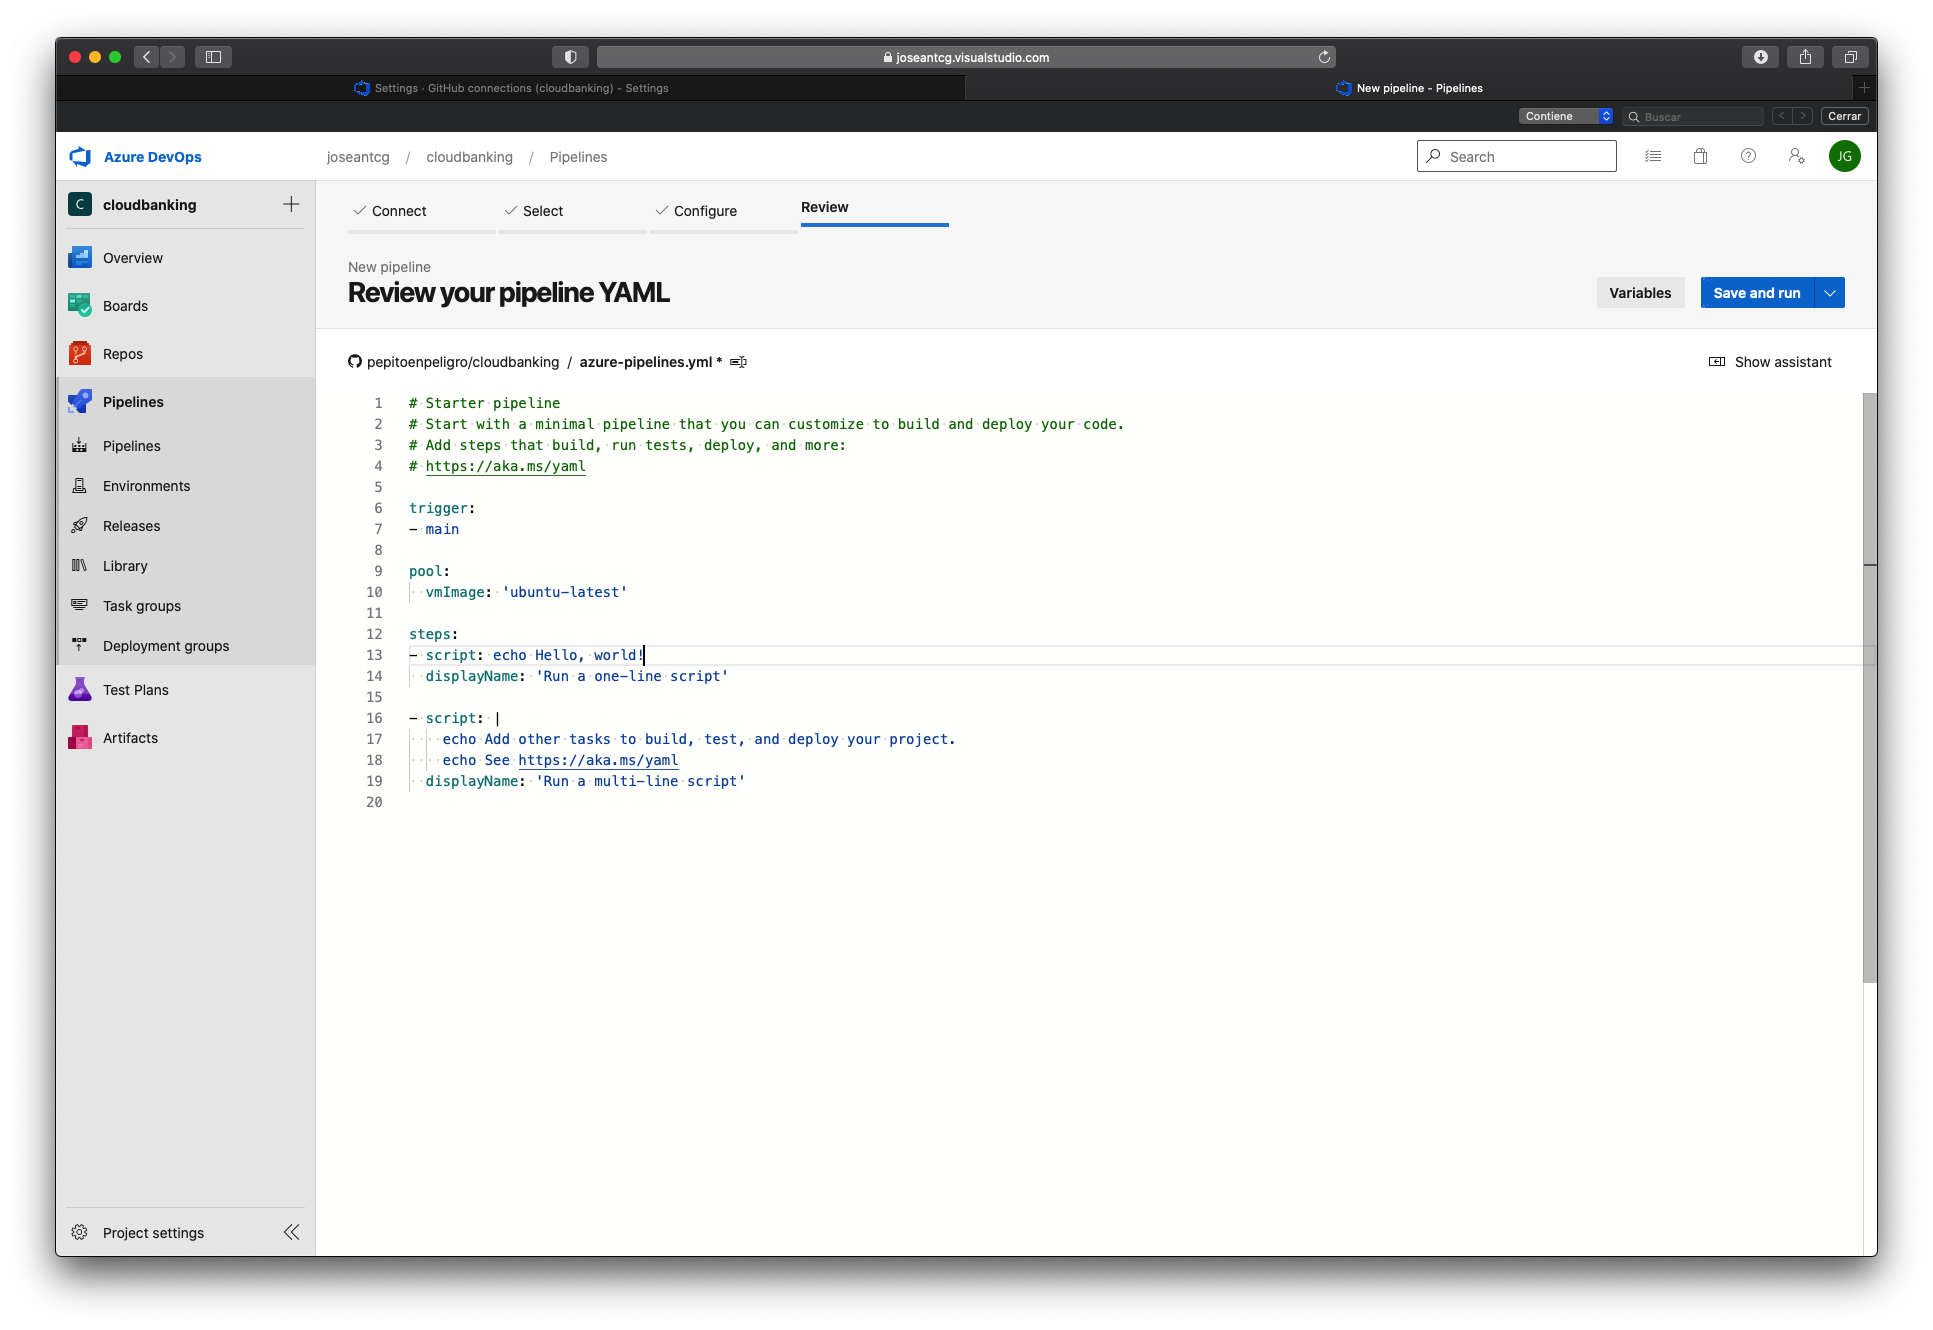 joseantcg.visualstudio.com
Settings · GitHub connections (cloudbanking) - Settings
New pipeline - Pipelines
Contiene
Buscar
Cerrar
Azure DevOps
joseantcg / cloudbanking / Pipelines
Search
JG
C cloudbanking
Overview
Boards
Repos
Pipelines
Pipelines
Environments
Releases
Library
Task groups
Deployment groups
Test Plans
Artifacts
Project settings
Connect
Select
Configure
Review
New pipeline
Review your pipeline YAML
Variables
Save and run
pepitoenpeligro/cloudbanking / azure-pipelines.yml *
Show assistant
1 # Starter pipeline
2 # Start with a minimal pipeline that you can customize to build and deploy your code.
3 # Add steps that build, run tests, deploy, and more:
4 # https://aka.ms/yaml
5
6 trigger:
7 - main
8
9 pool:
10   vmImage: 'ubuntu-latest'
11
12 steps:
13 - script: echo Hello, world!
14   displayName: 'Run a one-line script'
15
16 - script: |
17     echo Add other tasks to build, test, and deploy your project.
18     echo See https://aka.ms/yaml
19   displayName: 'Run a multi-line script'
20